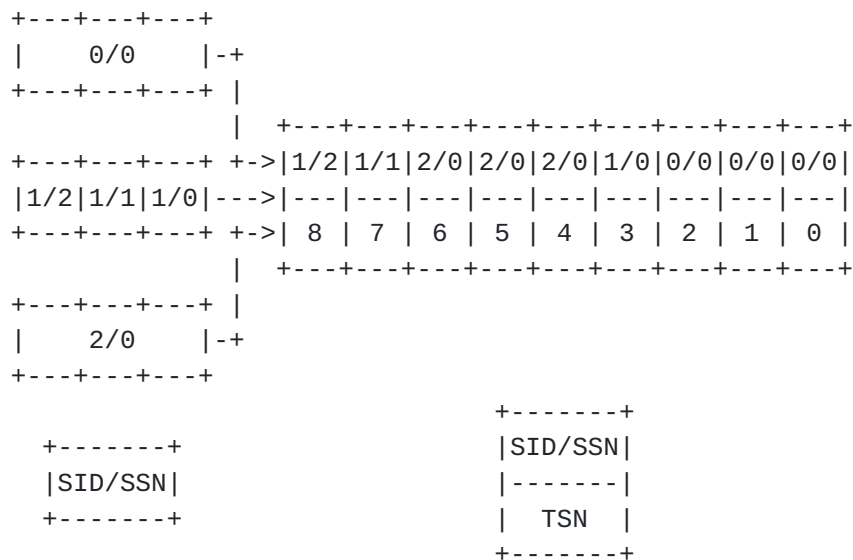 +---+---+---+
|    0/0    |-+
+---+---+---+ |
              |  +---+---+---+---+---+---+---+---+---+
+---+---+---+ +->|1/2|1/1|2/0|2/0|2/0|1/0|0/0|0/0|0/0|
|1/2|1/1|1/0|--->|---|---|---|---|---|---|---|---|---|
+---+---+---+ +->| 8 | 7 | 6 | 5 | 4 | 3 | 2 | 1 | 0 |
              |  +---+---+---+---+---+---+---+---+---+
+---+---+---+ |
|    2/0    |-+
+---+---+---+
                               +-------+
  +-------+                    |SID/SSN|
  |SID/SSN|                    |-------|
  +-------+                    |  TSN  |
                               +-------+